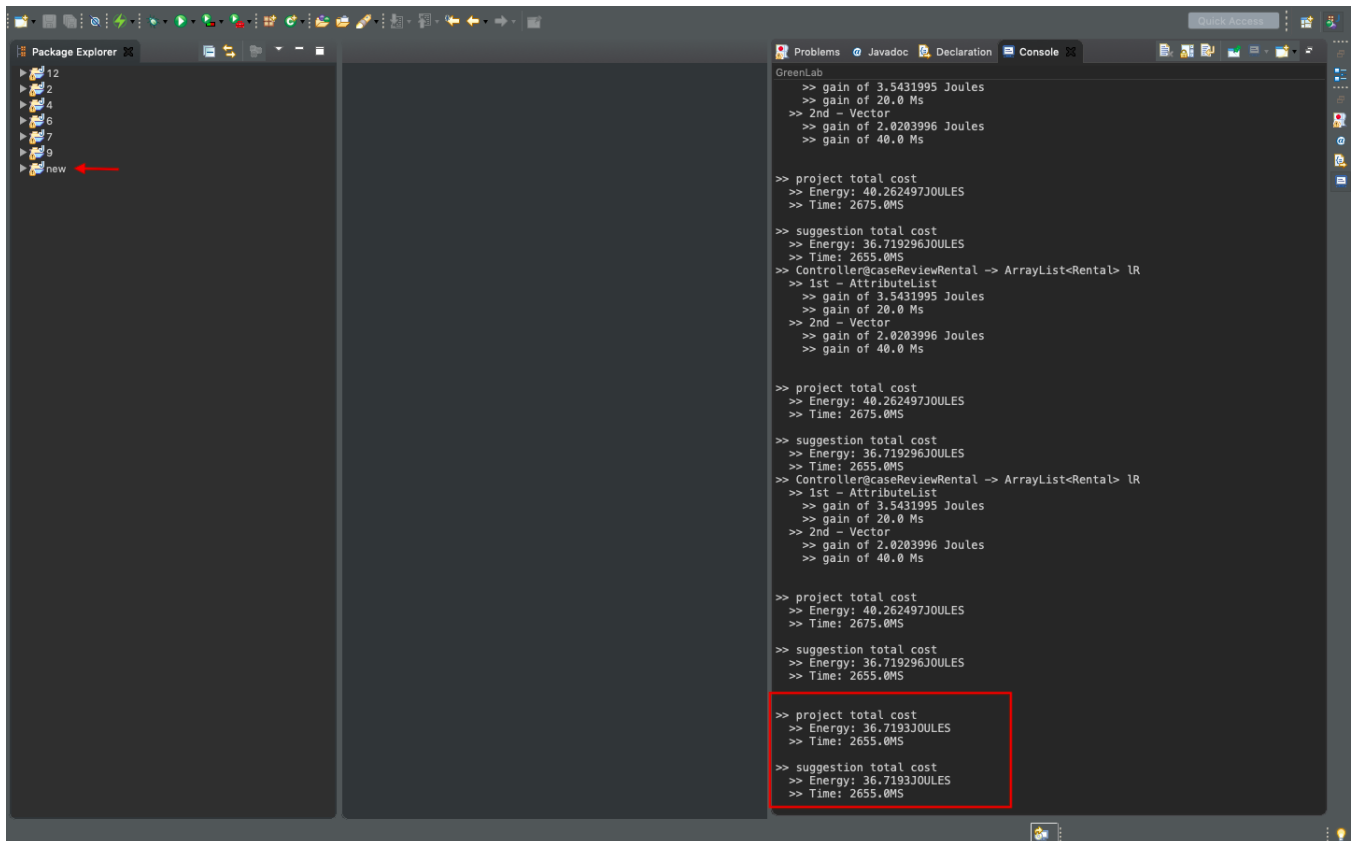 Quick Access
Package Explorer
12
2
4
6
7
9
new
Problems @ Javadoc Declaration Console
GreenLab
>> gain of 3.5431995 Joules
>> gain of 20.0 Ms
>> 2nd – Vector
>> gain of 2.0203996 Joules
>> gain of 40.0 Ms
>> project total cost
>> Energy: 40.262497JOULES
>> Time: 2675.0MS
>> suggestion total cost
>> Energy: 36.719296JOULES
>> Time: 2655.0MS
>> Controller@caseReviewRental –> ArrayList<Rental> lR
>> 1st – AttributeList
>> gain of 3.5431995 Joules
>> gain of 20.0 Ms
>> 2nd – Vector
>> gain of 2.0203996 Joules
>> gain of 40.0 Ms
>> project total cost
>> Energy: 40.262497JOULES
>> Time: 2675.0MS
>> suggestion total cost
>> Energy: 36.719296JOULES
>> Time: 2655.0MS
>> Controller@caseReviewRental –> ArrayList<Rental> lR
>> 1st – AttributeList
>> gain of 3.5431995 Joules
>> gain of 20.0 Ms
>> 2nd – Vector
>> gain of 2.0203996 Joules
>> gain of 40.0 Ms
>> project total cost
>> Energy: 40.262497JOULES
>> Time: 2675.0MS
>> suggestion total cost
>> Energy: 36.719296JOULES
>> Time: 2655.0MS
>> project total cost
>> Energy: 36.7193JOULES
>> Time: 2655.0MS
>> suggestion total cost
>> Energy: 36.7193JOULES
>> Time: 2655.0MS